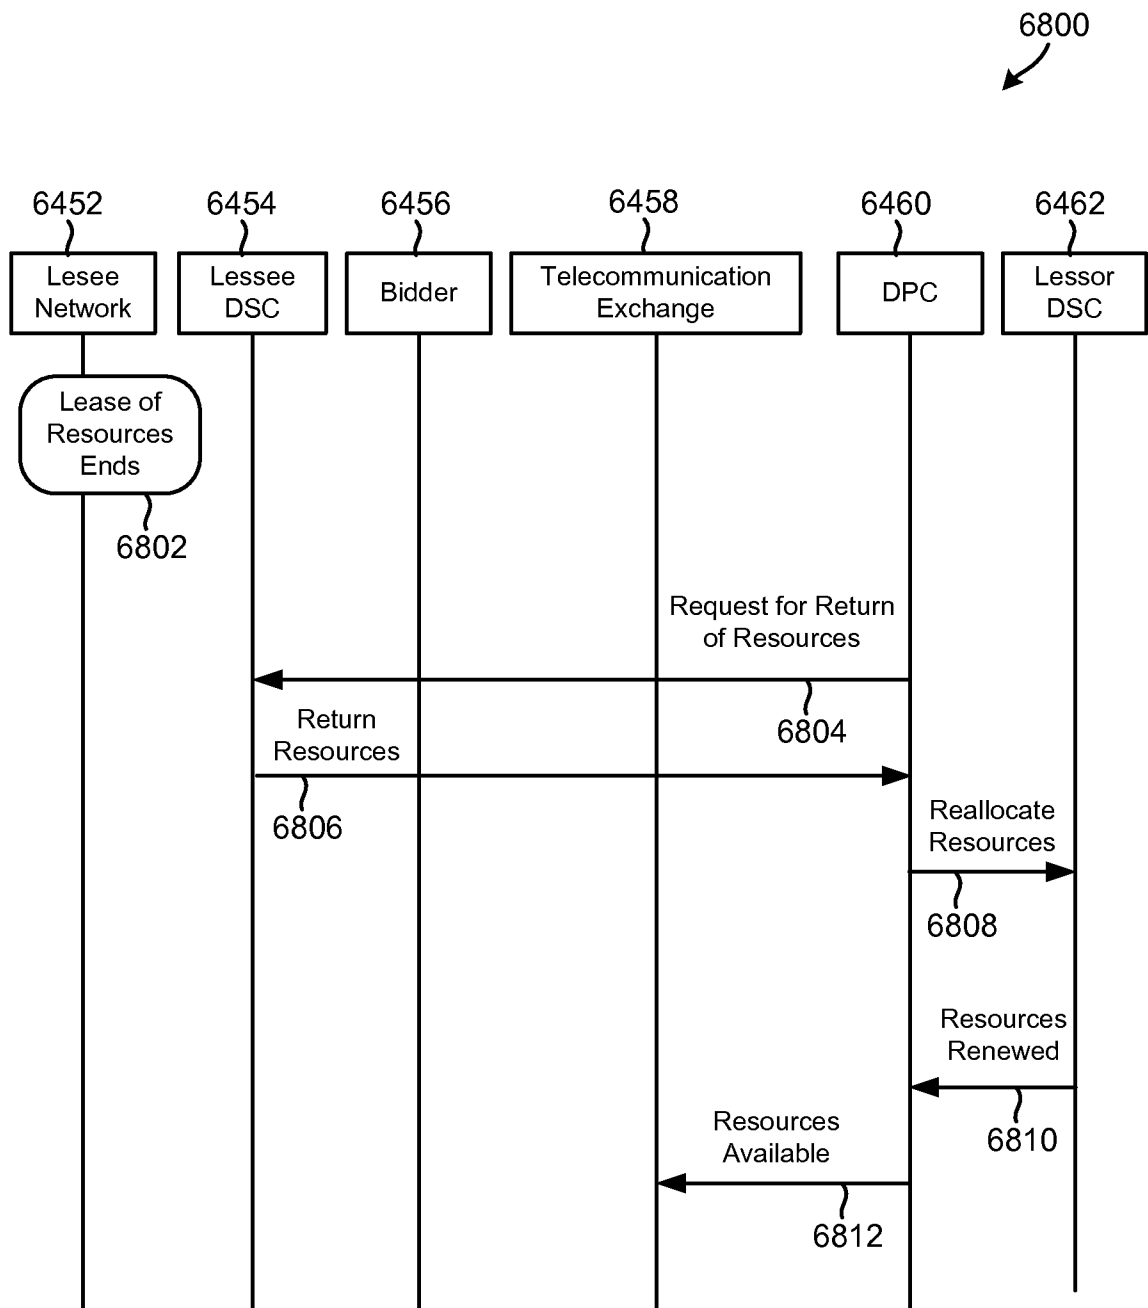 6800
6452
6454
6456
6458
6460
6462
Lesee
Network
Lessee
DSC
Bidder
Telecommunication
Exchange
DPC
Lessor
DSC
Lease of
Resources
Ends
6802
Request for Return
of Resources
6804
Return
Resources
6806
Reallocate
Resources
6808
Resources
Renewed
6810
Resources
Available
6812